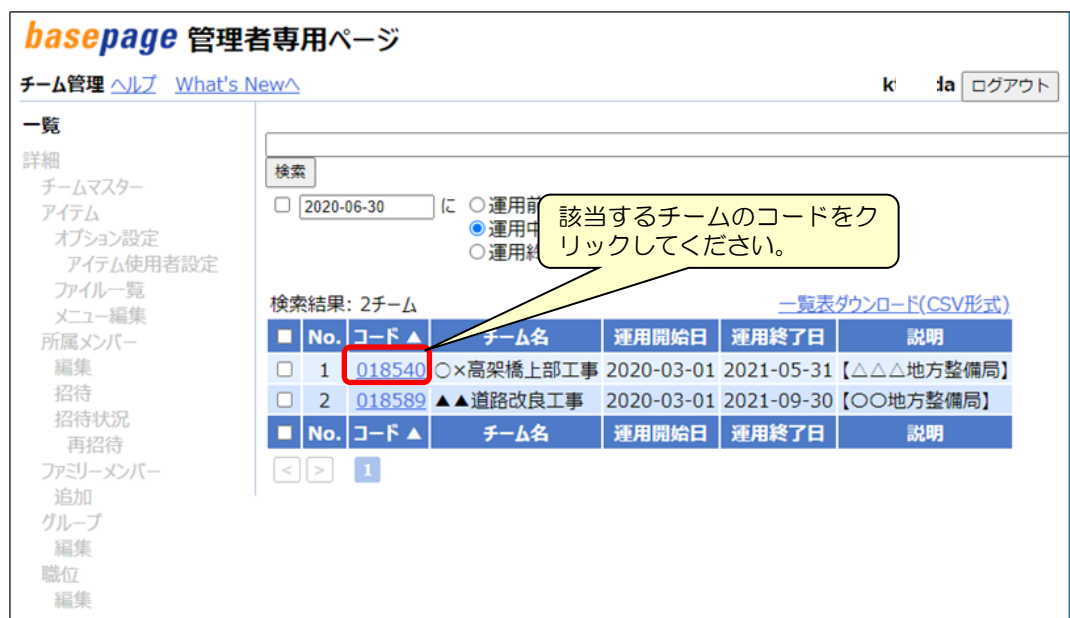 basepage 管理者専用ページ
チーム管理 ヘルプ What's Newへ k da ログアウト
一覧
詳細
チームマスター
アイテム
オプション設定
アイテム使用者設定
ファイル一覧
メニュー編集
所属メンバー
編集
招待
招待状況
再招待
ファミリーメンバー
追加
グループ
編集
職位
編集
検索
2020-06-30 に ○運用前
運用中
○運用終
該当するチームのコードをク
リックしてください。
検索結果: 2チーム 一覧表ダウンロード(CSV形式)
No. コード▲ チーム名 運用開始日 運用終了日 説明
1 018540 ○×高架橋上部工事 2020-03-01 2021-05-31 【△△△地方整備局】
2 018589 ▲▲道路改良工事 2020-03-01 2021-09-30 【○○地方整備局】
No. コード▲ チーム名 運用開始日 運用終了日 説明
< > 1